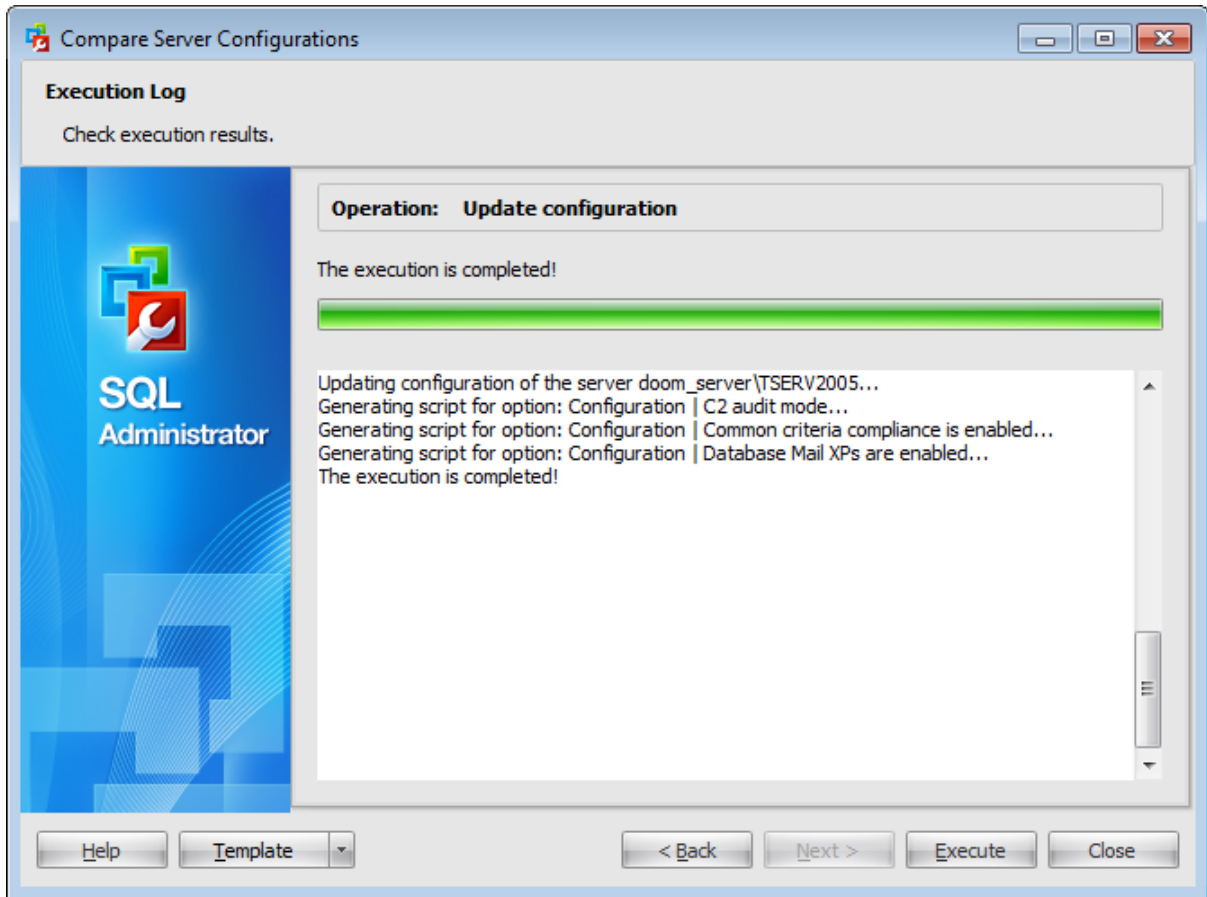 Compare Server Configurations
Execution Log
Check execution results.
Operation: Update configuration
The execution is completed!
SQL
Administrator
Updating configuration of the server doom_server\TSERV2005...
Generating script for option: Configuration | C2 audit mode...
Generating script for option: Configuration | Common criteria compliance is enabled...
Generating script for option: Configuration | Database Mail XPs are enabled...
The execution is completed!
Help Template < Back Next > Execute Close